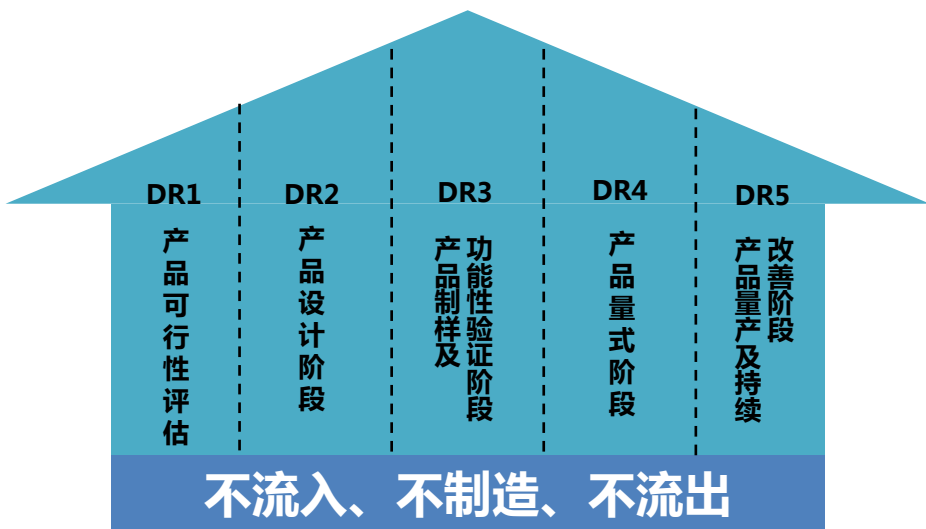 DR1
产品可行性评估
DR2
产品设计阶段
DR3
产品制样及
功能性验证阶段
DR4
产品量式阶段
DR5
产品量产及持续
改善阶段
不流入、不制造、不流出